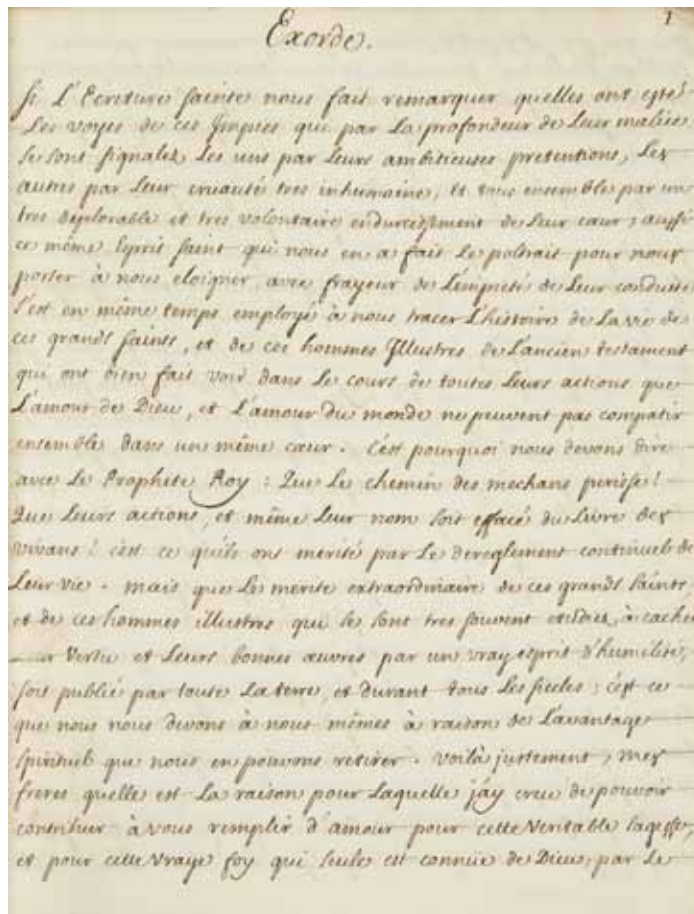 1
Exorde.
Si L'Ecriture sainte nous fait remarquer quelles ont esté
Les voyes de ces Impies qui par La profondeur de Leur malice
se sont signalez Les uns par Leurs ambitieuses pretentions, Les
autres par Leur cruauté tres inhumaine, et tous ensemble par un
tres deplorable et tres volontaire endurcissement de Leur cœur; aussi
ce même Esprit saint qui nous en a fait Le poltrait pour nous
porter à nous eloigner avec frayeur de L'impieté de Leur conduite
s'est en même temps employé à nous tracer L'histoire de La vie de
ces grands saints, et de ces hommes Illustres de L'ancien testament
qui ont bien fait voir dans Le cours de toutes Leurs actions que
L'amour de Dieu, et L'amour du monde ne peuvent pas compatir
ensemble dans un même cœur. C'est pourquoi nous devons dire
avec Le Prophete Roy : Que Le chemin des mechans perisse!
Que Leurs actions, et même Leur nom soit effacé du Livre des
vivans! c'est ce qu'ils ont merité par Le dereglement continuel de
Leur vie. mais que Le merite extraordinaire de ces grands saints
et de ces hommes illustres qui se sont tres souvent etudiez à cacher
vertu et Leurs bonnes œuvres par un vray esprit d'humilité,
soit publié par toute La terre, et durant tous Les siecles; c'est ce
que nous nous devons à nous mêmes à raison de L'avantage
spirituel que nous en pouvons retirer. voilà justement, mes
freres quelle est La raison pour Laquelle j'ay creu de pouvoir
contribuer à vous remplir d'amour pour cette veritable sagesse,
et pour cette vraye foy qui seule est connüe de Dieu, par Le